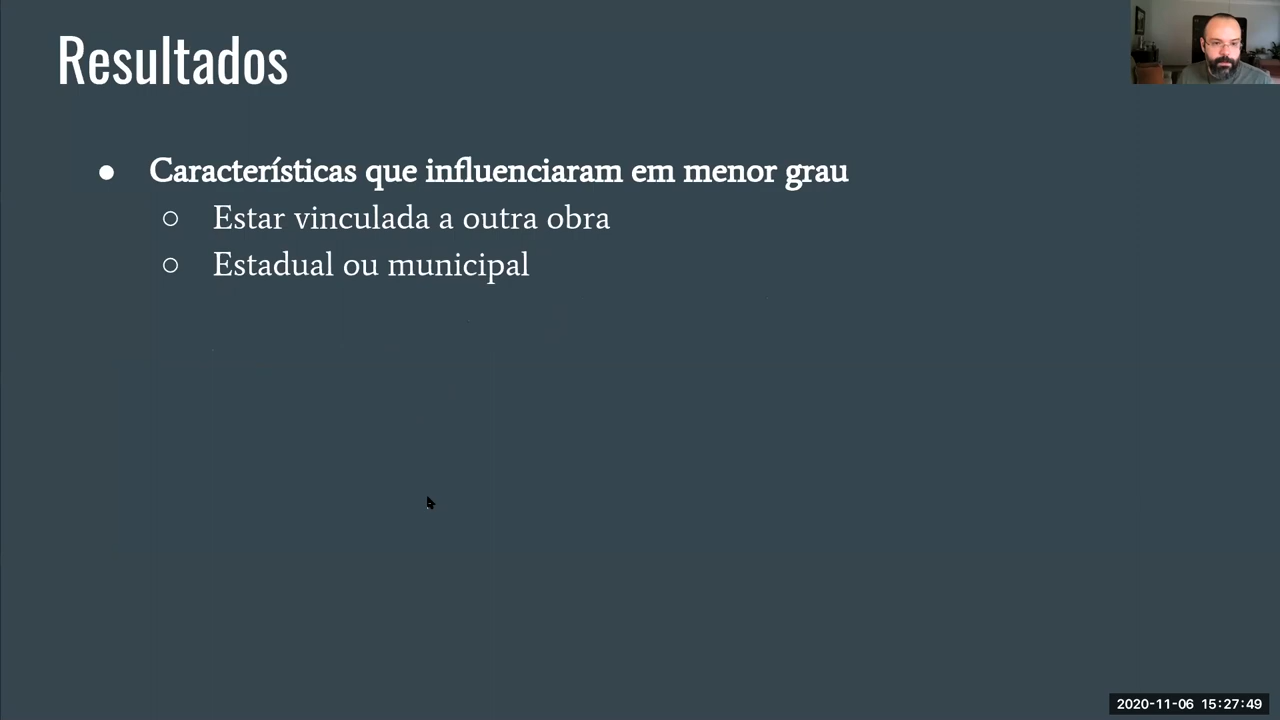 Resultados
● Características que influenciaram em menor grau
○ Estar vinculada a outra obra
○ Estadual ou municipal
2020-11-06 15:27:49